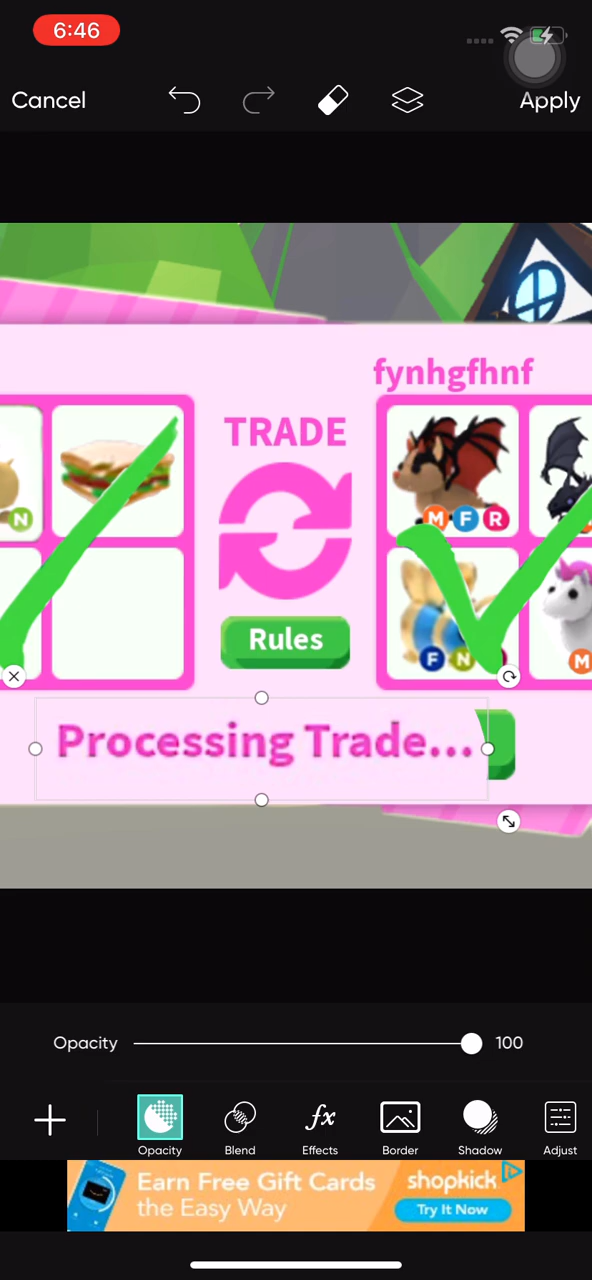 6:46
Cancel
Apply
fynhgfhnf
TRADE
N
M F R
Rules
F N
M
Processing Trade...
Opacity
100
Opacity
Blend
fx
Effects
Border
Shadow
Adjust
Earn Free Gift Cards
the Easy Way
shopkick
Try It Now